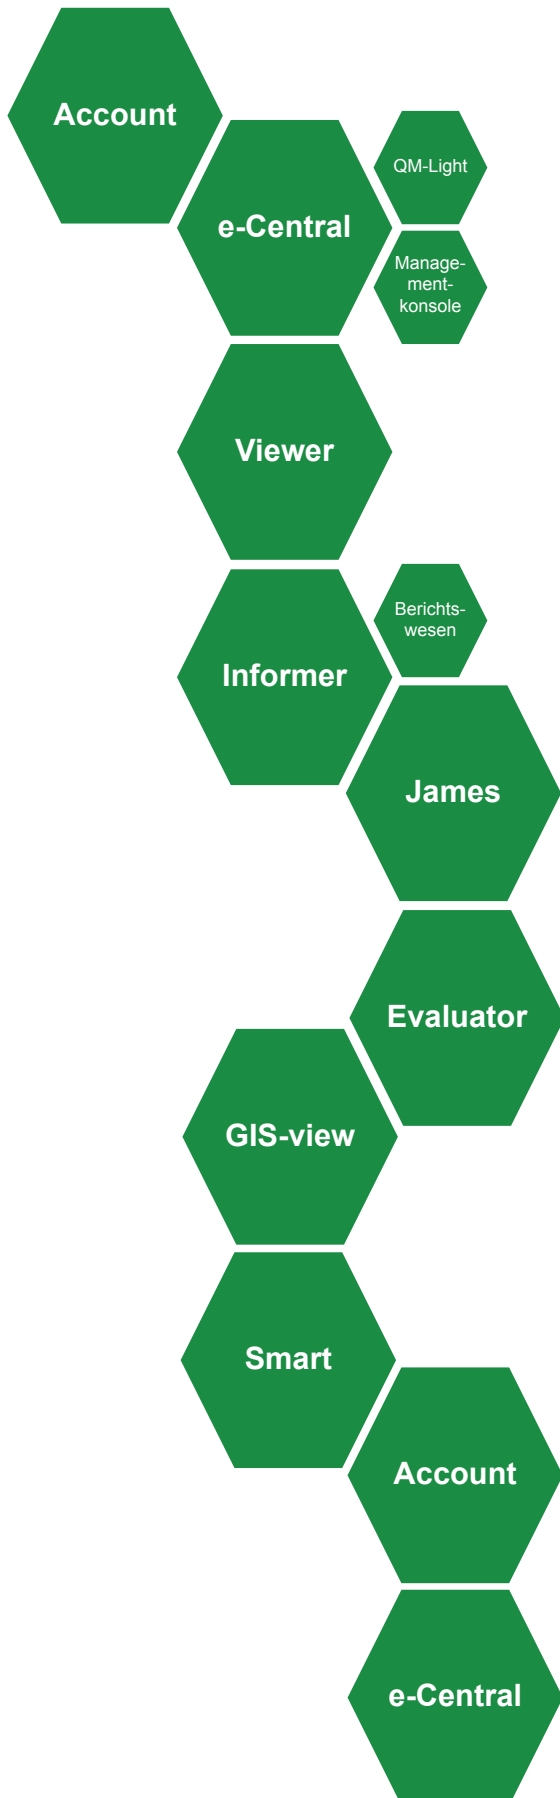 Account
e-Central
QM-Light
Manage-
ment-
konsole
Viewer
Berichts-
wesen
Informer
James
Evaluator
GIS-view
Smart
Account
e-Central